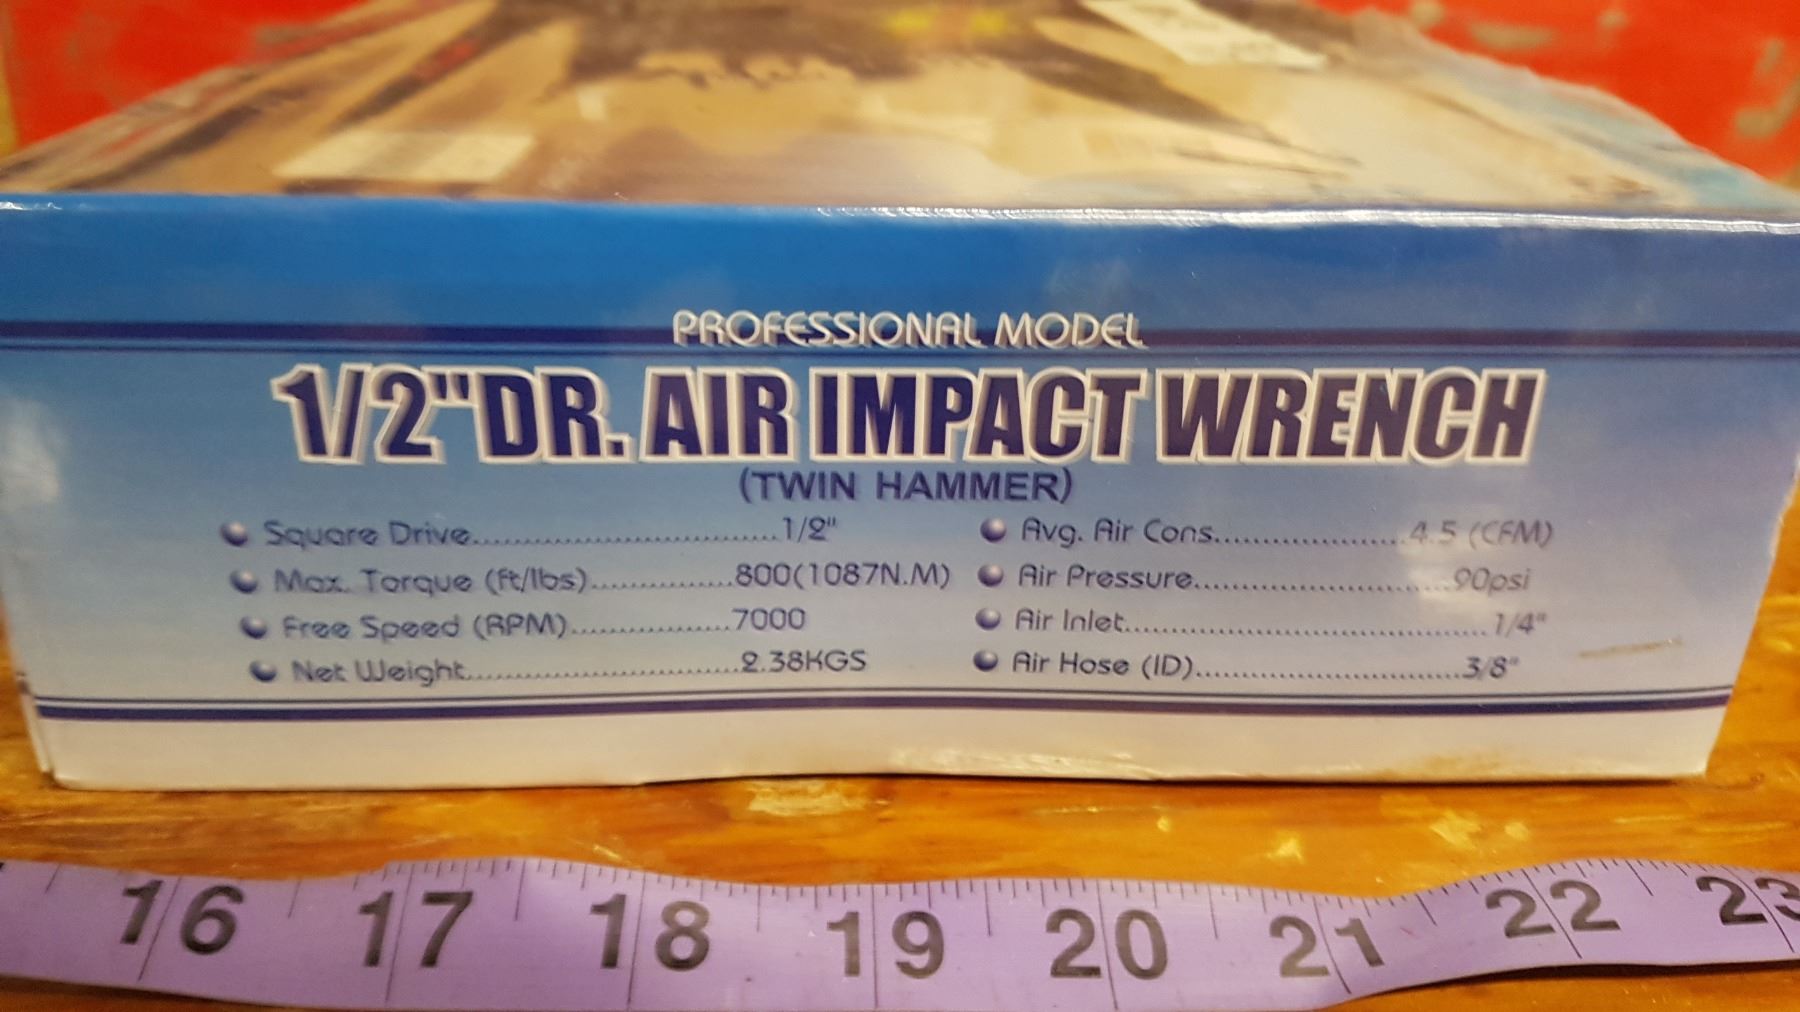 PROFESSIONAL MODEL
1/2"DR. AIR IMPACT WRENCH
(TWIN HAMMER)
Square Drive..............................1/2"
Max. Torque (ft/lbs)..............800(1087N.M)
Free Speed (RPM)................7000
Net Weight...........................2.38KGS
Avg. Air Cons....................4.5 (CFM)
Air Pressure..........................90psi
Air Inlet.....................................1/4"
Air Hose (ID)...........................3/8"
16 17 18 19 20 21 22 23